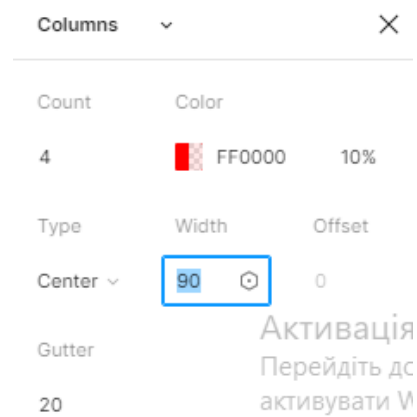 Columns
Count Color
4 FF0000 10%
Type Width Offset
Center 90 0
Активація
Gutter
Перейдіть до
20 активувати W